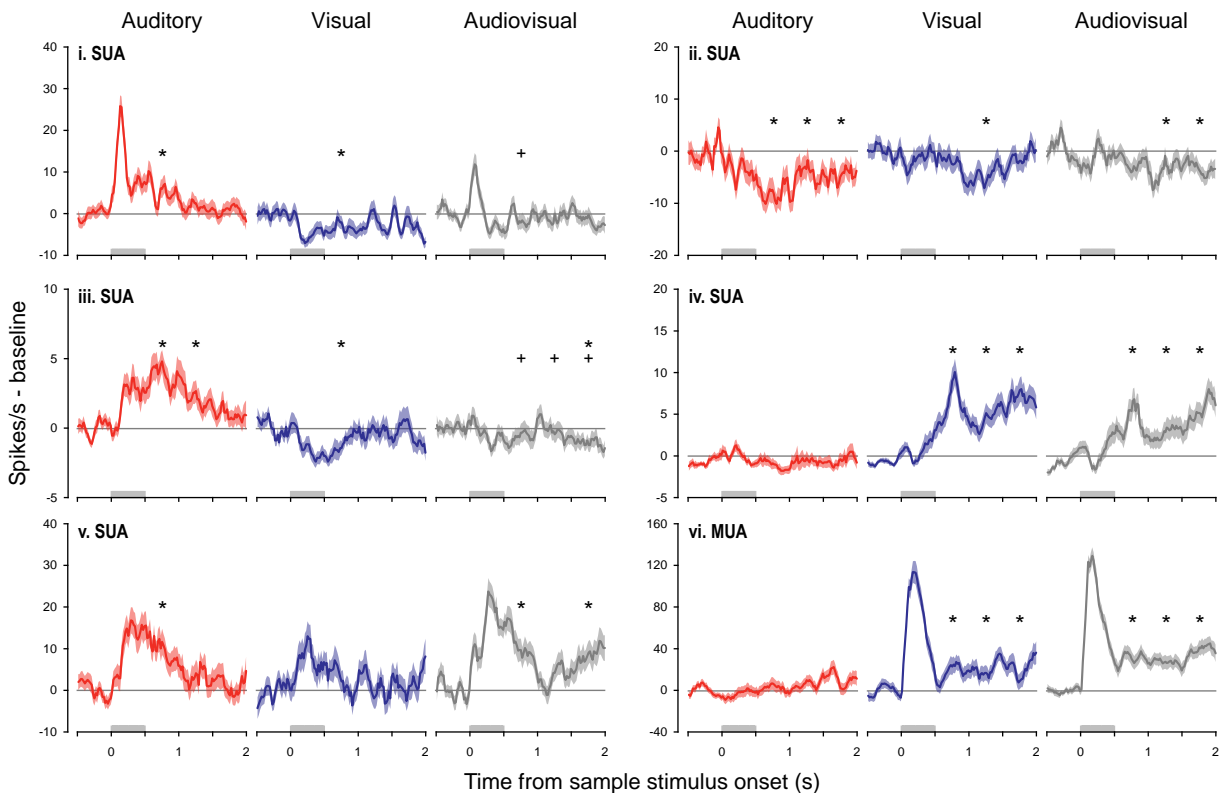 Auditory Visual Audiovisual Auditory Visual Audiovisual
i. SUA
40
30
20
10
0
-10
* * +
ii. SUA
20
10
0
-10
-20
* * * * * *
iii. SUA
10
5
0
-5
* * * *
+ + +
iv. SUA
20
15
10
5
0
-5
* * * * * *
v. SUA
40
30
20
10
0
-10
* * *
0 1 2 0 1 2 0 1 2
vi. MUA
160
120
80
40
0
-40
* * * * * *
0 1 2 0 1 2 0 1 2
Spikes/s - baseline
Time from sample stimulus onset (s)